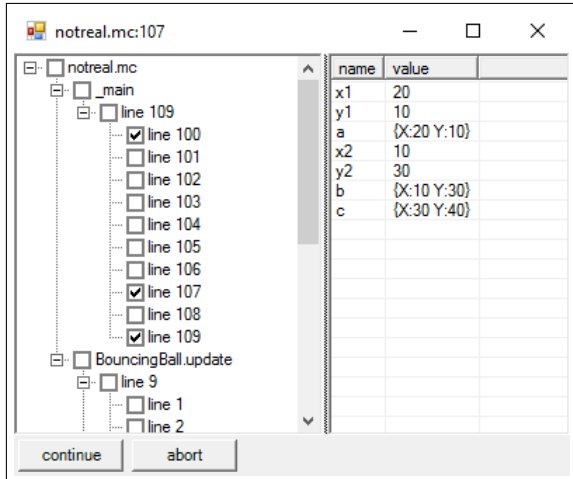 notreal.mc:107
notreal.mc
_main
line 109
line 100
line 101
line 102
line 103
line 104
line 105
line 106
line 107
line 108
line 109
BouncingBall.update
line 9
line 1
line 2
name value
x1 20
y1 10
a {X:20 Y:10}
x2 10
y2 30
b {X:10 Y:30}
c {X:30 Y:40}
continue abort